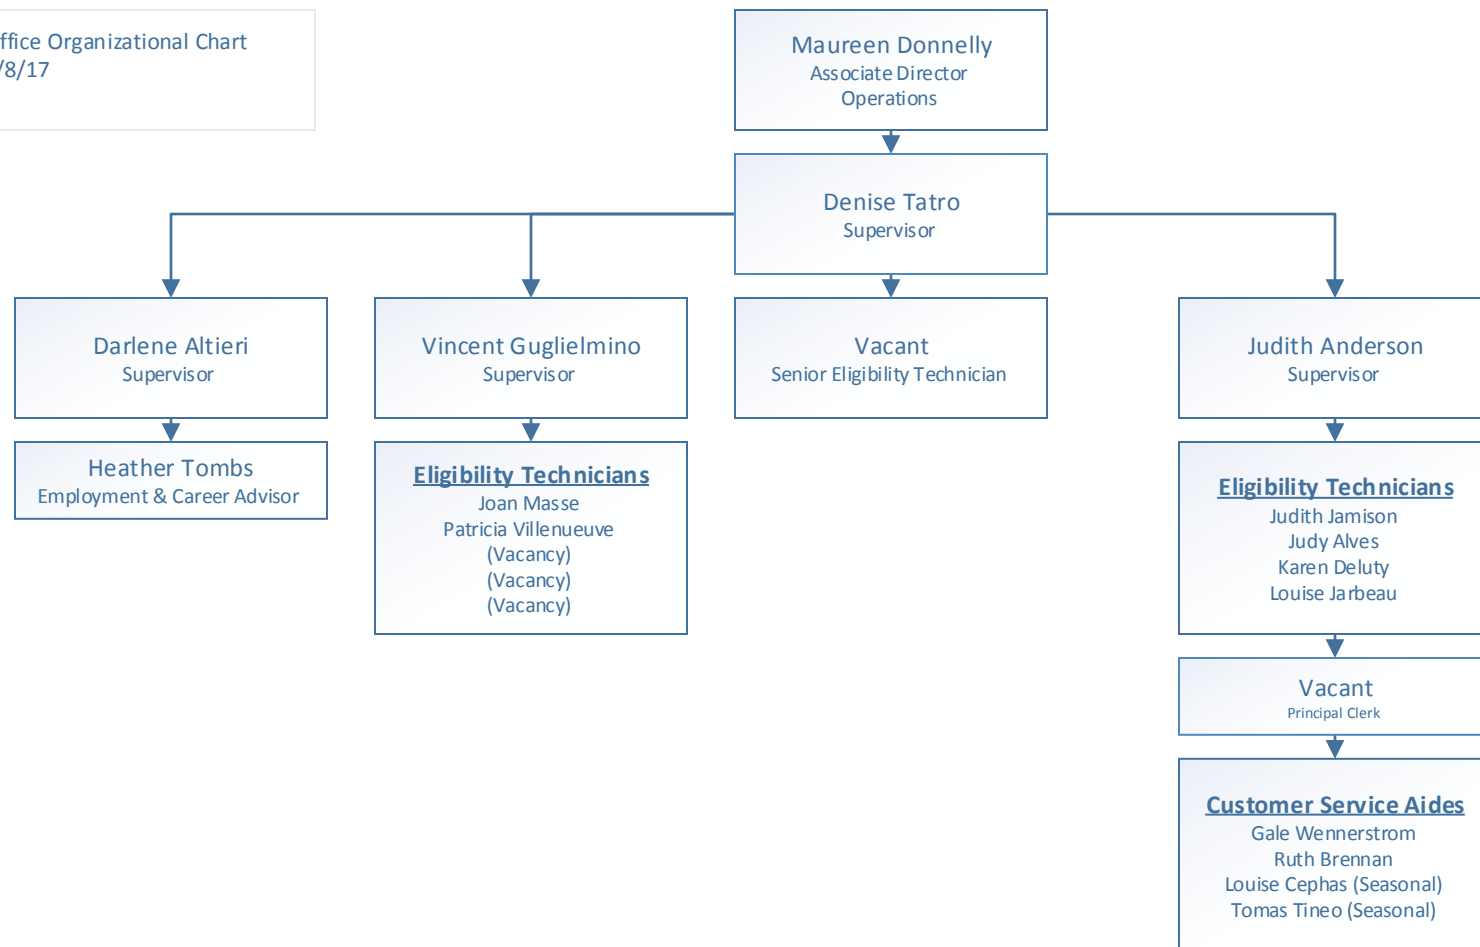 Organizational Chart
/8/17
Maureen Donnelly
Associate Director
Operations
Denise Tatro
Supervisor
Darlene Altieri
Supervisor
Vincent Guglielmino
Supervisor
Vacant
Senior Eligibility Technician
Judith Anderson
Supervisor
Heather Tombs
Employment & Career Advisor
Eligibility Technicians
Joan Masse
Patricia Villenueuve
(Vacancy)
(Vacancy)
(Vacancy)
Eligibility Technicians
Judith Jamison
Judy Alves
Karen Deluty
Louise Jarbeau
Vacant
Principal Clerk
Customer Service Aides
Gale Wennerstrom
Ruth Brennan
Louise Cephas (Seasonal)
Tomas Tineo (Seasonal)